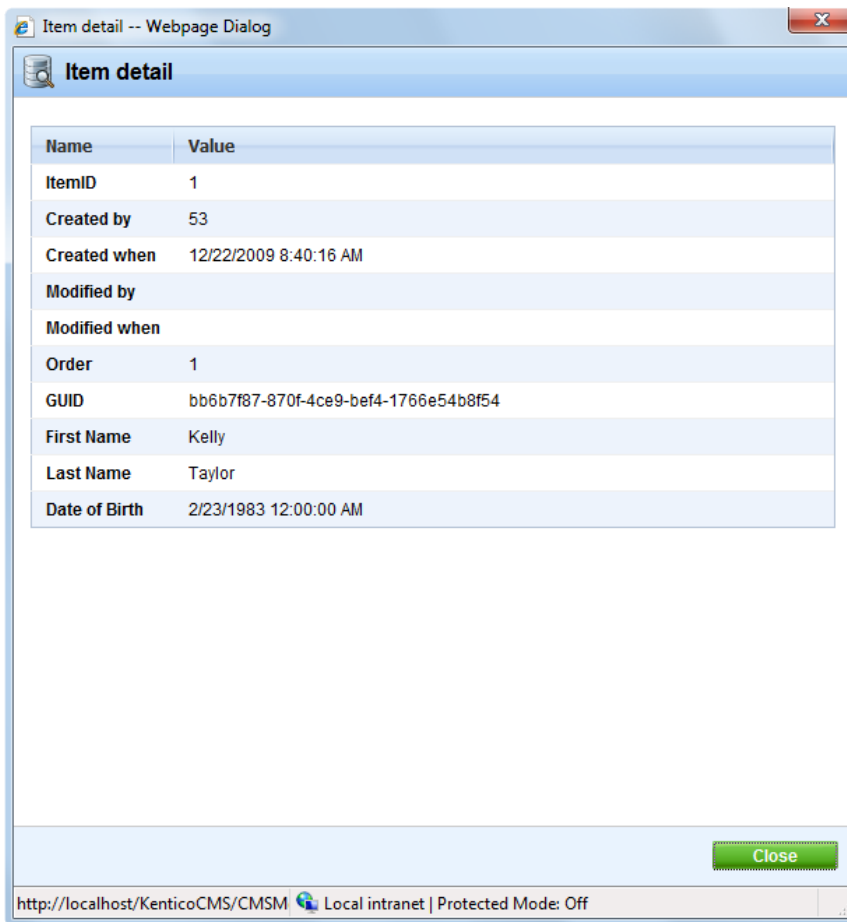 Item detail -- Webpage Dialog
Item detail
Name Value
ItemID 1
Created by 53
Created when 12/22/2009 8:40:16 AM
Modified by
Modified when
Order 1
GUID bb6b7f87-870f-4ce9-bef4-1766e54b8f54
First Name Kelly
Last Name Taylor
Date of Birth 2/23/1983 12:00:00 AM
Close
http://localhost/KenticoCMS/CMSM Local intranet | Protected Mode: Off